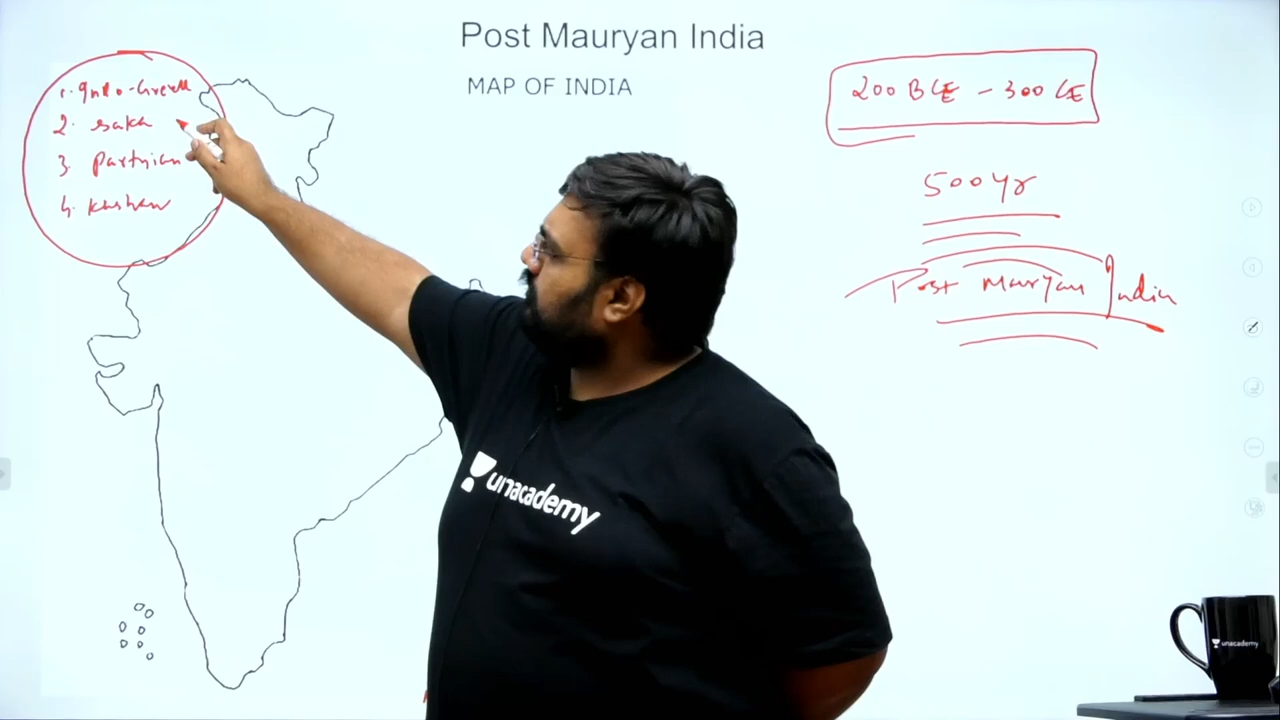 Post Mauryan India
MAP OF INDIA
1. Indo-Greek
2. Saka
3. Parthian
4. Kushan
200 BCE - 300 CE
500 yr
Post Mauryan India
unacademy
unacademy